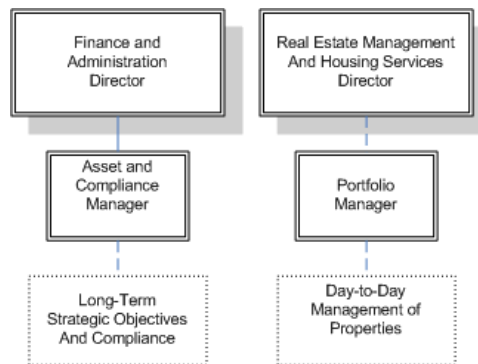 Finance and
Administration
Director
Real Estate Management
And Housing Services
Director
Asset and
Compliance
Manager
Portfolio
Manager
Long-Term
Strategic Objectives
And Compliance
Day-to-Day
Management of
Properties